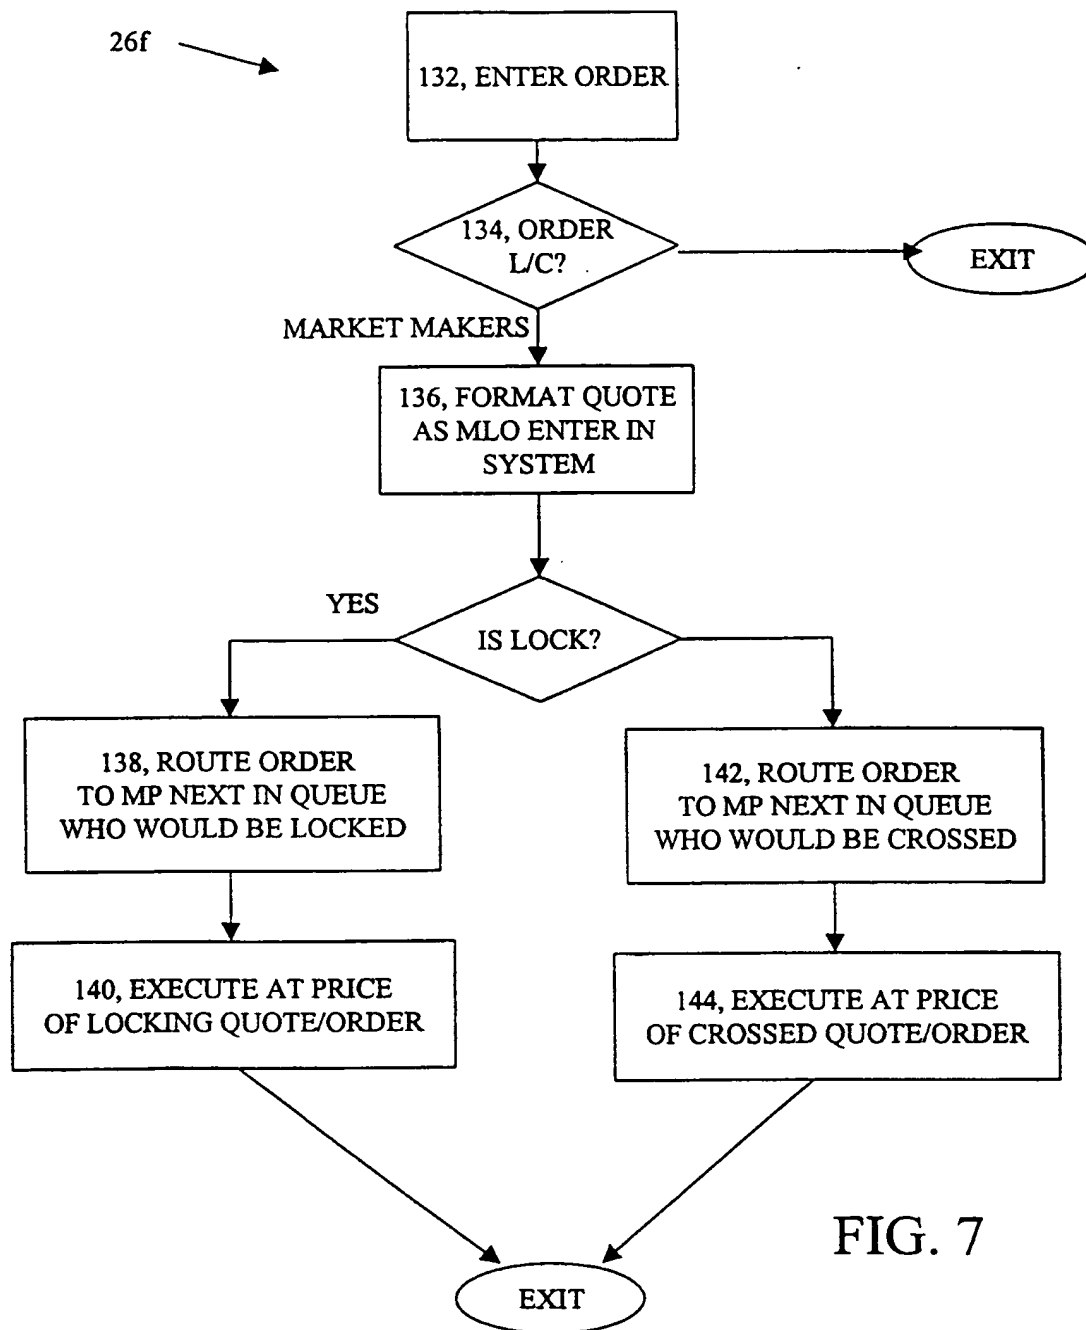 26f
132, ENTER ORDER
134, ORDER
L/C?
EXIT
MARKET MAKERS
136, FORMAT QUOTE
AS MLO ENTER IN
SYSTEM
YES
IS LOCK?
138, ROUTE ORDER
TO MP NEXT IN QUEUE
WHO WOULD BE LOCKED
142, ROUTE ORDER
TO MP NEXT IN QUEUE
WHO WOULD BE CROSSED
140, EXECUTE AT PRICE
OF LOCKING QUOTE/ORDER
144, EXECUTE AT PRICE
OF CROSSED QUOTE/ORDER
FIG. 7
EXIT